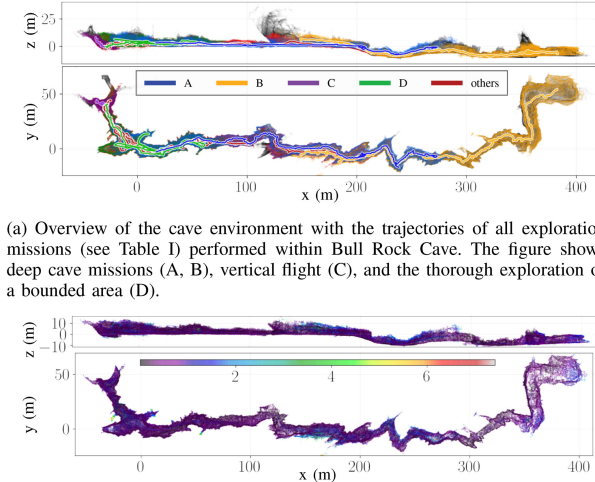 25
z (m)
0
A B C D others
50
y (m)
0
0 100 200 300 400
x (m)
(a) Overview of the cave environment with the trajectories of all exploratio
missions (see Table I) performed within Bull Rock Cave. The figure show
deep cave missions (A, B), vertical flight (C), and the thorough exploration o
a bounded area (D).
10
z (m)
0
−10
2 4 6
50
y (m)
0
0 100 200 300 400
x (m)